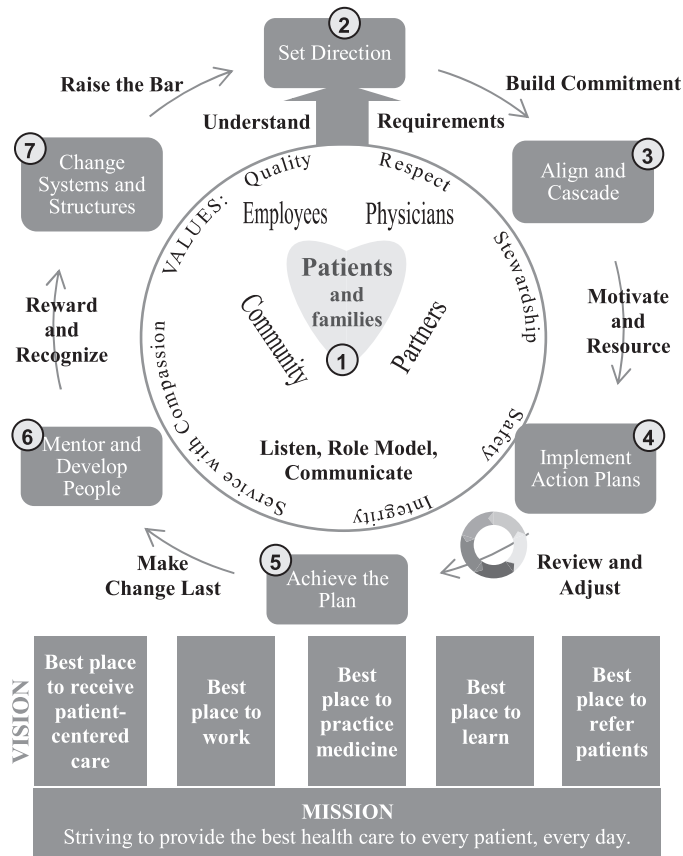 2
Set Direction
Raise the Bar
Build Commitment
Understand
Requirements
7
Change
Systems and
Structures
3
Align and
Cascade
VALUES:
Quality
Respect
Stewardship
Safety
Integrity
Service with Compassion
Employees
Physicians
Patients
and
families
1
Community
Partners
Listen, Role Model,
Communicate
Reward
and
Recognize
Motivate
and
Resource
6
Mentor and
Develop
People
4
Implement
Action Plans
Make
Change Last
5
Achieve the
Plan
Review and
Adjust
VISION
Best place
to receive
patient-
centered
care
Best
place to
work
Best
place to
practice
medicine
Best
place to
learn
Best
place to
refer
patients
MISSION
Striving to provide the best health care to every patient, every day.